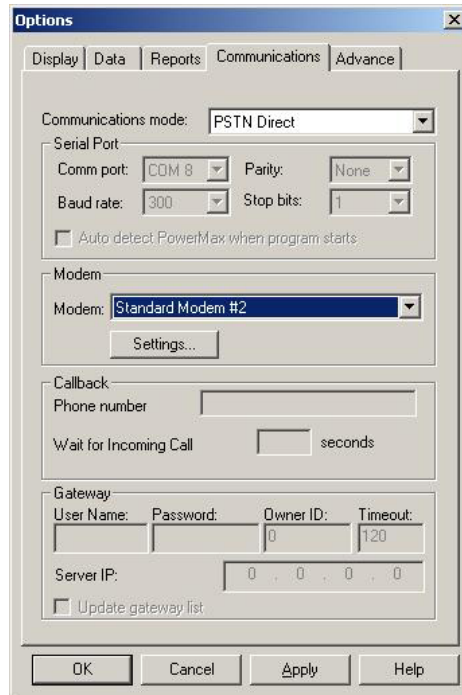 Options
Display Data Reports Communications Advance
Communications mode: PSTN Direct
Serial Port
Comm port: COM 8 Parity: None
Baud rate: 300 Stop bits: 1
Auto detect PowerMax when program starts
Modem
Modem: Standard Modem #2
Settings...
Callback
Phone number
Wait for Incoming Call seconds
Gateway
User Name: Password: Owner ID: Timeout:
0 120
Server IP: 0 . 0 . 0 . 0
Update gateway list
OK Cancel Apply Help